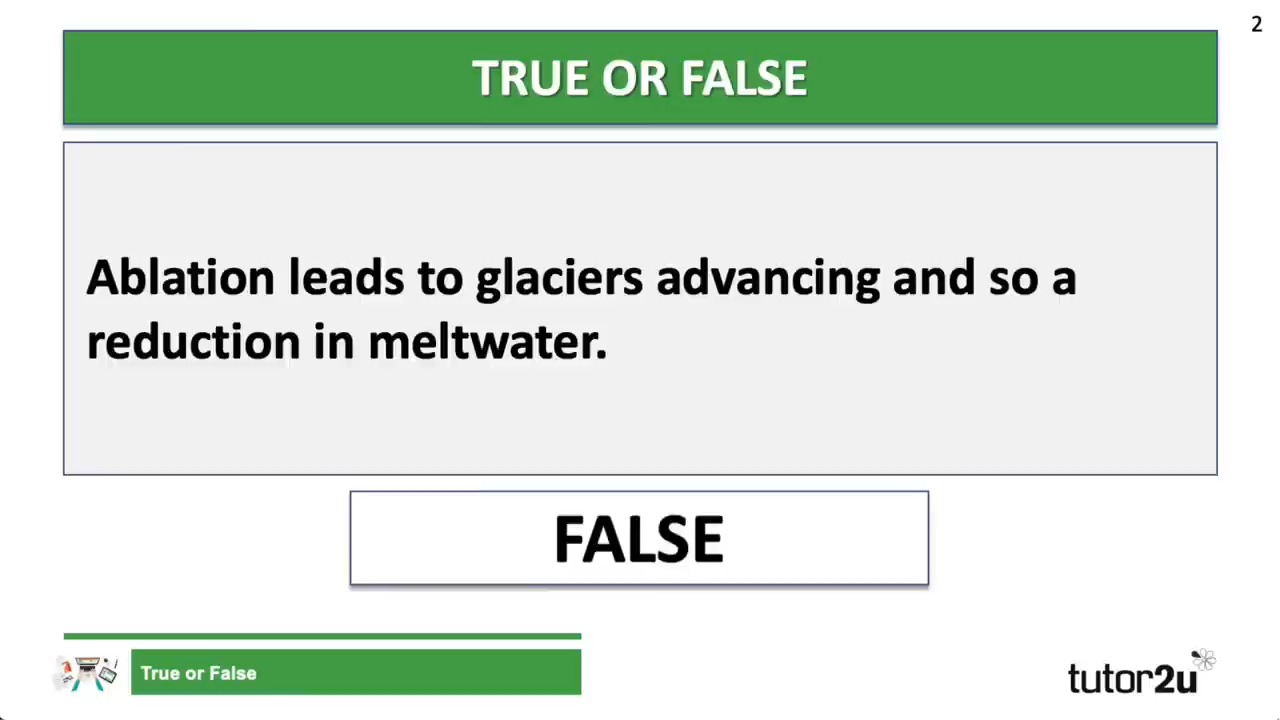 2
TRUE OR FALSE
Ablation leads to glaciers advancing and so a
reduction in meltwater.
FALSE
True or False
tutor2u